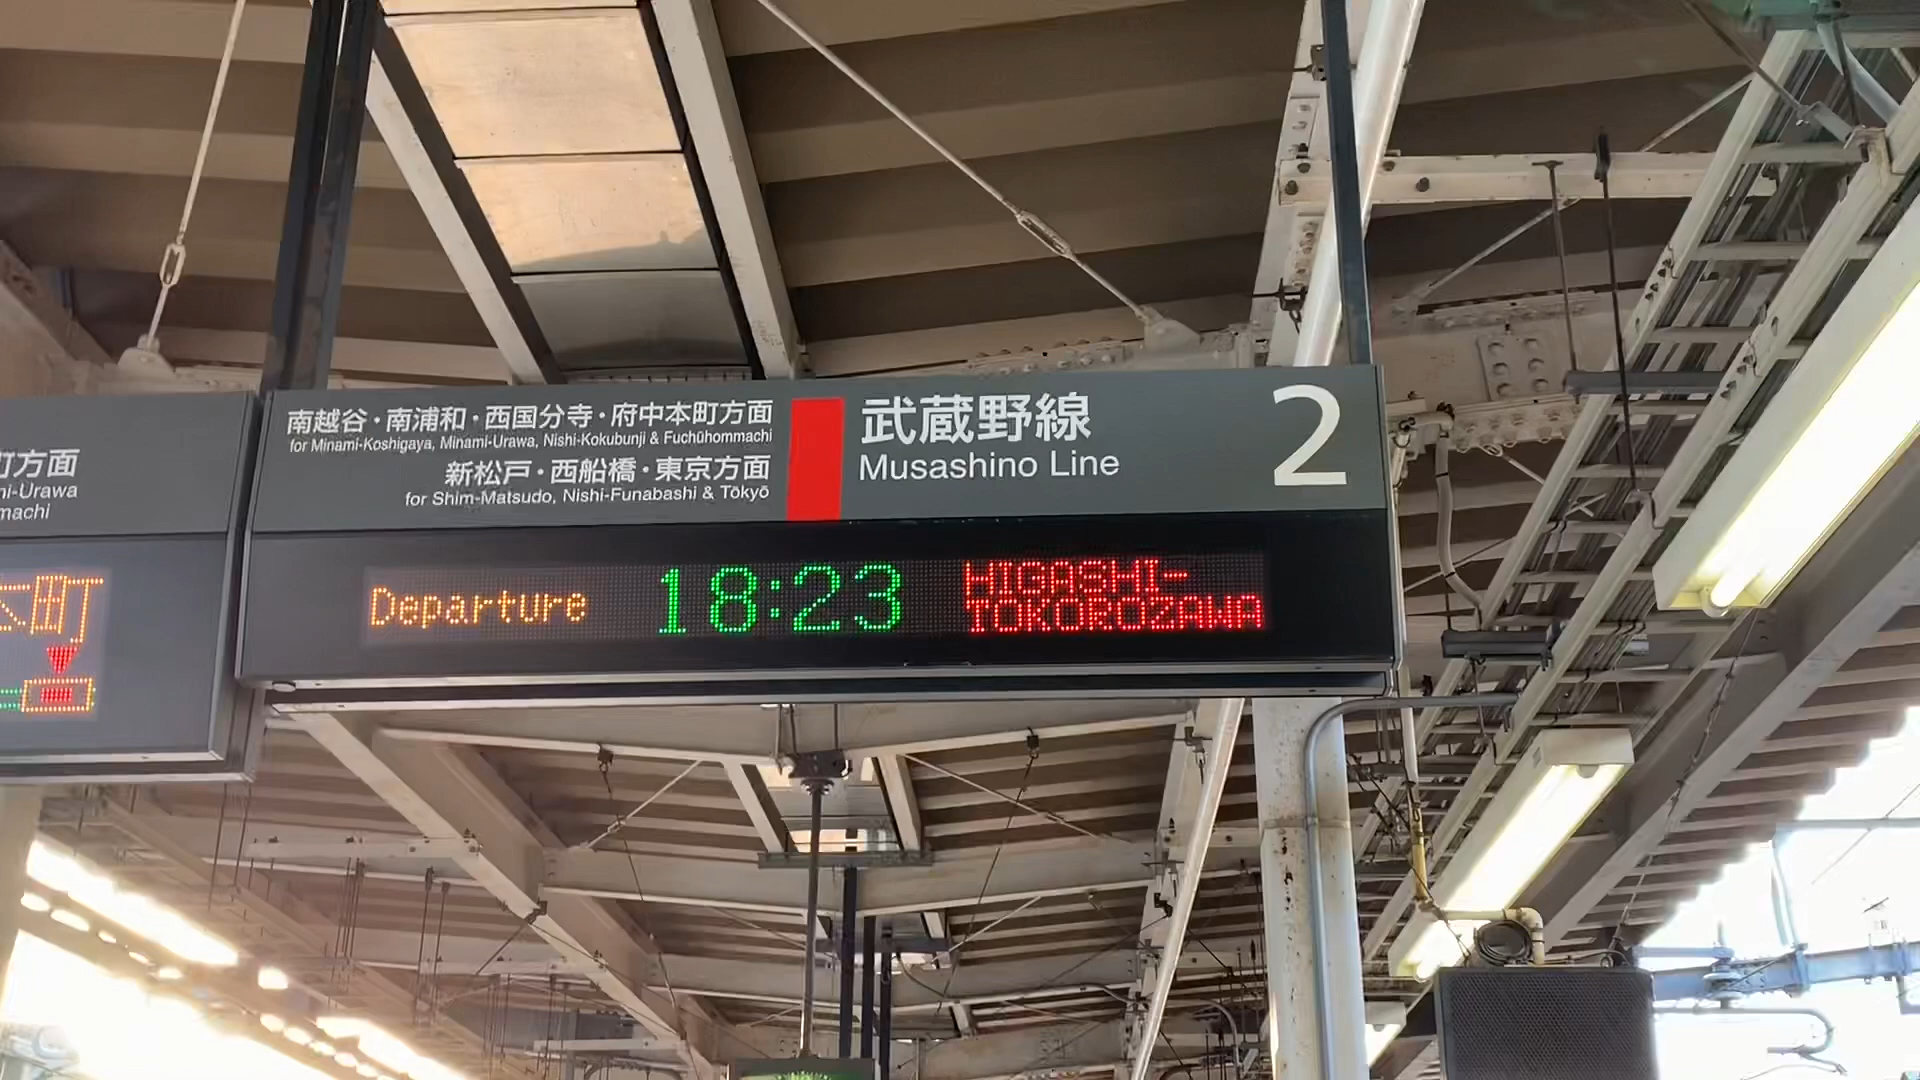 町方面
ni-Urawa
machi
本町
南越谷・南浦和・西国分寺・府中本町方面
for Minami-Koshigaya, Minami-Urawa, Nishi-Kokubunji & Fuchūhommachi
新松戸・西船橋・東京方面
for Shim-Matsudo, Nishi-Funabashi & Tōkyō
武蔵野線
Musashino Line
2
Departure 18:23 HIGASHI-
TOKOROZAWA